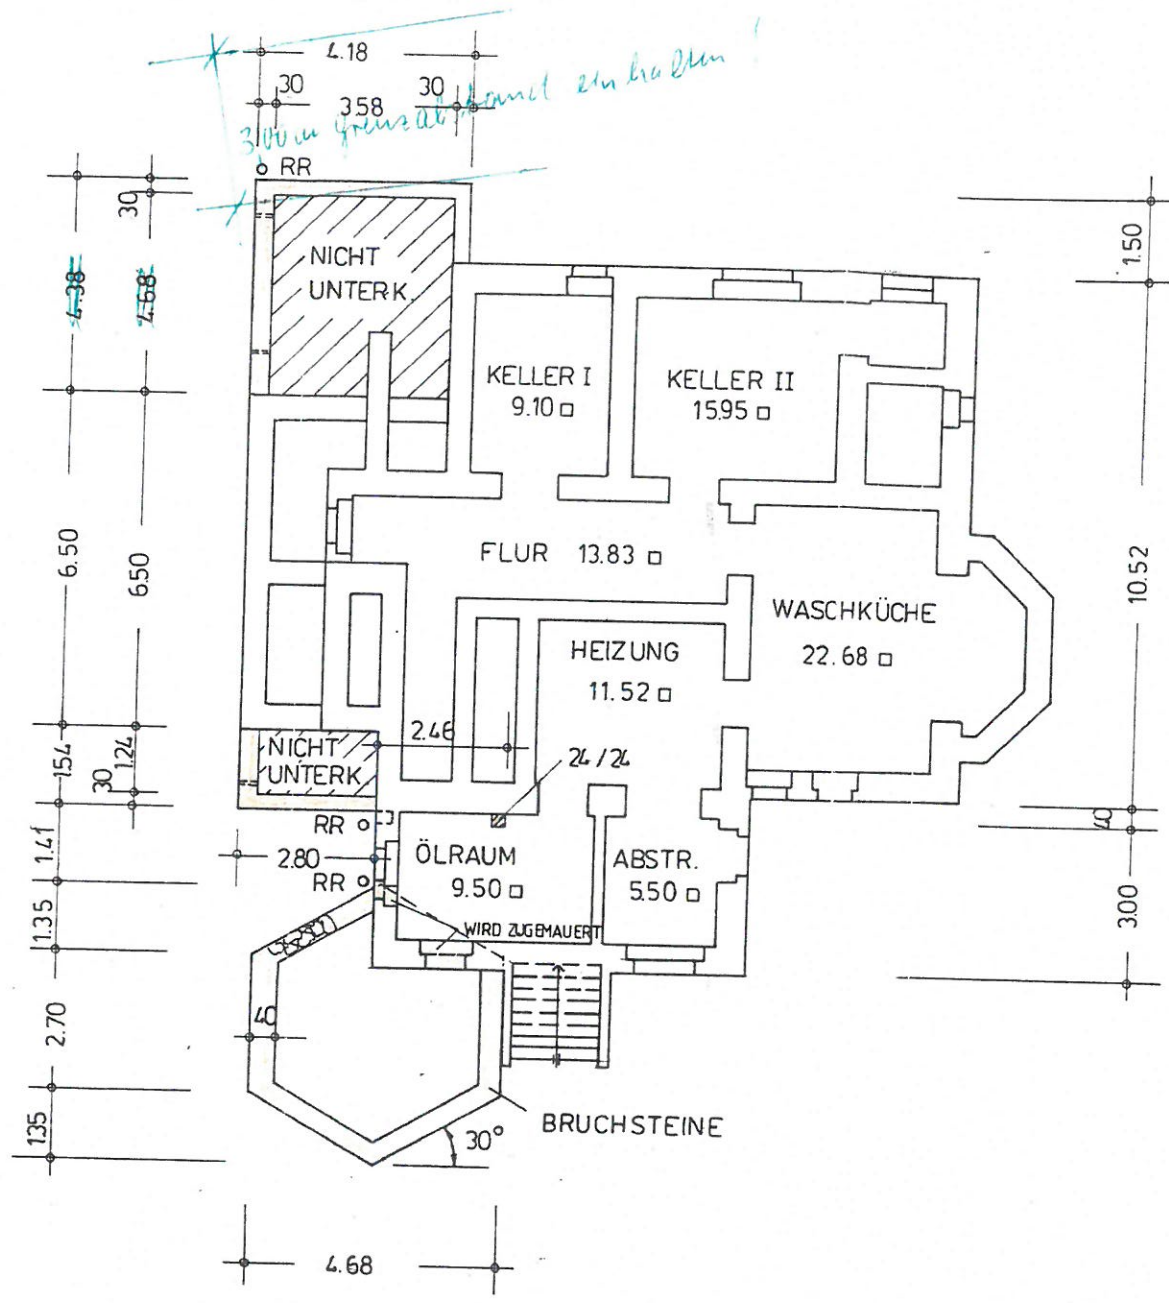 4.18
30
30
3.58
3,00 m Grenzabstand einhalten !
RR
30
4.38
4.68
1.50
NICHT
UNTERK.
KELLER I
9.10 □
KELLER II
15.95 □
6.50
6.50
FLUR 13.83 □
10.52
WASCHKÜCHE
22.68 □
HEIZUNG
11.52 □
2.46
1.54
1.24
30
NICHT
UNTERK.
24/24
RR
40
1.41
2.80
ÖLRAUM
9.50 □
ABSTR.
5.50 □
RR
1.35
WIRD ZUGEMAUERT
3.00
40
2.70
BRUCHSTEINE
30°
1.35
4.68